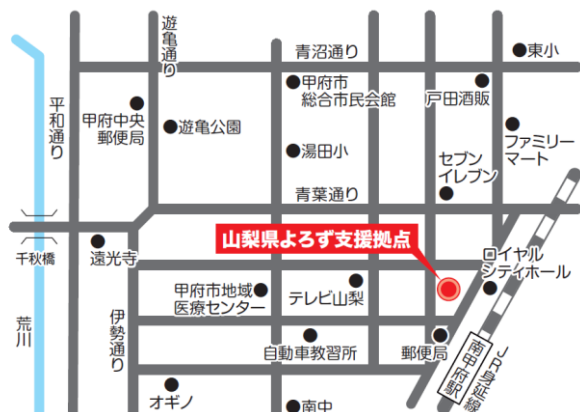 遊亀通り
青沼通り
東小
甲府市
総合市民会館
戸田酒販
平和通り
甲府中央
郵便局
遊亀公園
ファミリー
マート
湯田小
セブン
イレブン
青葉通り
山梨県よろず支援拠点
千秋橋
遠光寺
ロイヤル
シティホール
甲府市地域
医療センター
テレビ山梨
荒川
伊勢通り
自動車教習所
郵便局
南甲府駅
JR身延線
オギノ
南中